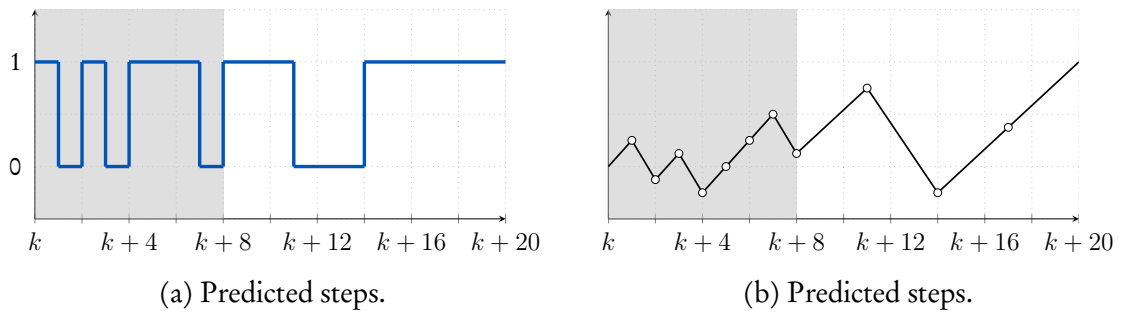 1
0
k k + 4 k + 8 k + 12 k + 16 k + 20
(a) Predicted steps.
k k + 4 k + 8 k + 12 k + 16 k + 20
(b) Predicted steps.